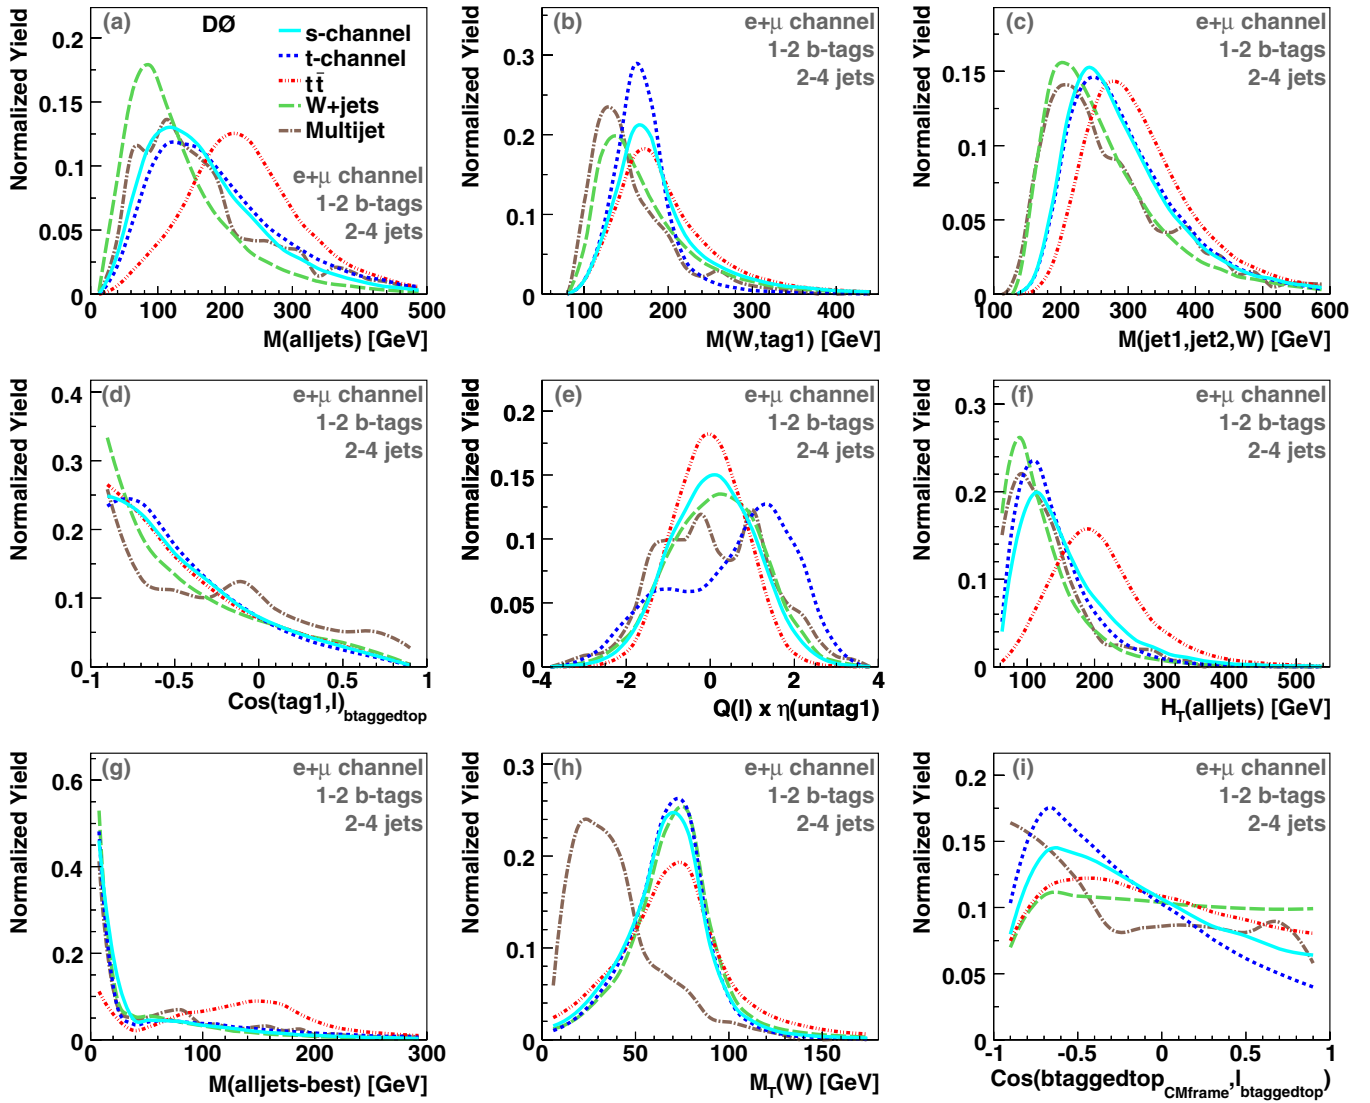 (a)
DØ
s-channel
t-channel
tt̄
W+jets
Multijet
e+μ channel
1-2 b-tags
2-4 jets
Normalized Yield
0.2
0.15
0.1
0.05
0
0 100 200 300 400 500
M(alljets) [GeV]
(b)
e+μ channel
1-2 b-tags
2-4 jets
Normalized Yield
0.3
0.2
0.1
0
0 100 200 300 400
M(W,tag1) [GeV]
(c)
e+μ channel
1-2 b-tags
2-4 jets
Normalized Yield
0.15
0.1
0.05
0
100 200 300 400 500 600
M(jet1,jet2,W) [GeV]
(d)
e+μ channel
1-2 b-tags
2-4 jets
Normalized Yield
0.4
0.3
0.2
0.1
0
-1 -0.5 0 0.5 1
Cos(tag1,l)btaggedtop
(e)
e+μ channel
1-2 b-tags
2-4 jets
Normalized Yield
0.2
0.15
0.1
0.05
0
-4 -2 0 2 4
Q(l) x η(untag1)
(f)
e+μ channel
1-2 b-tags
2-4 jets
Normalized Yield
0.3
0.2
0.1
0
100 200 300 400 500
HT(alljets) [GeV]
(g)
e+μ channel
1-2 b-tags
2-4 jets
Normalized Yield
0.6
0.4
0.2
0.0
0 100 200 300
M(alljets-best) [GeV]
(h)
e+μ channel
1-2 b-tags
2-4 jets
Normalized Yield
0.3
0.2
0.1
0
0 50 100 150
MT(W) [GeV]
(i)
e+μ channel
1-2 b-tags
2-4 jets
Normalized Yield
0.2
0.15
0.1
0.05
0
-1 -0.5 0 0.5 1
Cos(btaggedtopCMframe,lbtaggedtop)